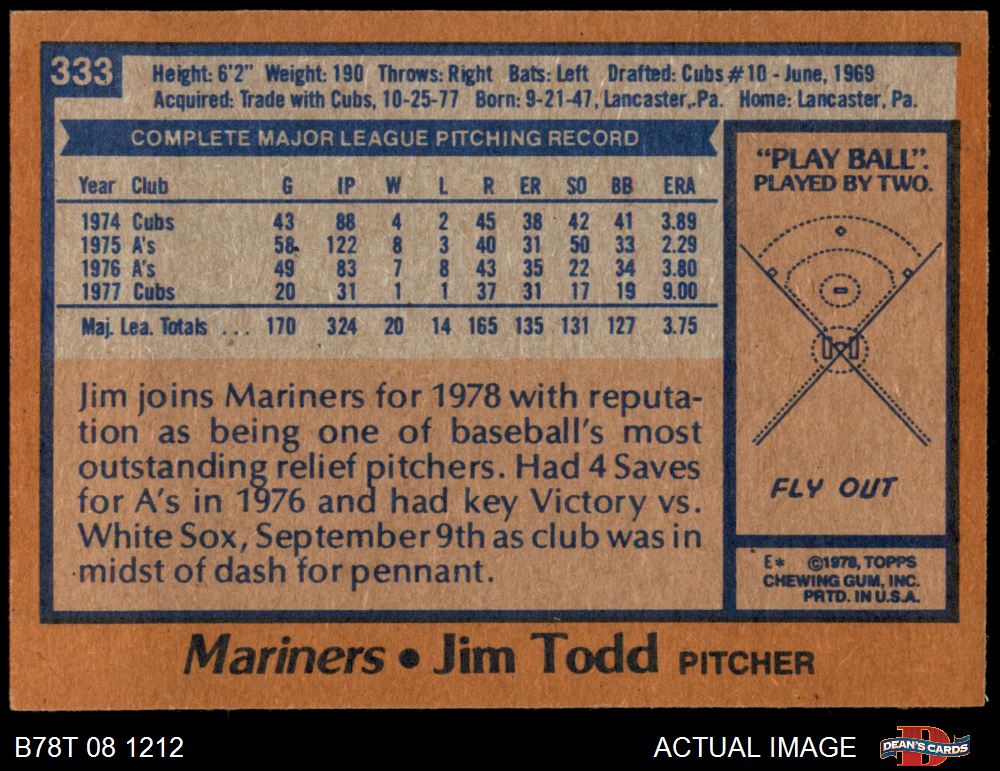 333
Height: 6'2" Weight: 190 Throws: Right Bats: Left Drafted: Cubs #10 - June, 1969
Acquired: Trade with Cubs, 10-25-77 Born: 9-21-47, Lancaster, Pa. Home: Lancaster, Pa.
COMPLETE MAJOR LEAGUE PITCHING RECORD
Year Club G IP W L R ER SO BB ERA
1974 Cubs 43 88 4 2 45 38 42 41 3.89
1975 A's 58 122 8 3 40 31 50 33 2.29
1976 A's 49 83 7 8 43 35 22 34 3.80
1977 Cubs 20 31 1 1 37 31 17 19 9.00
Maj. Lea. Totals ... 170 324 20 14 165 135 131 127 3.75
Jim joins Mariners for 1978 with reputa-
tion as being one of baseball's most
outstanding relief pitchers. Had 4 Saves
for A's in 1976 and had key Victory vs.
White Sox, September 9th as club was in
midst of dash for pennant.
"PLAY BALL".
PLAYED BY TWO.
FLY OUT
E* ©1978, TOPPS
CHEWING GUM, INC.
PRTD. IN U.S.A.
Mariners • Jim Todd PITCHER
B78T 08 1212
ACTUAL IMAGE
D
DEAN'S CARDS